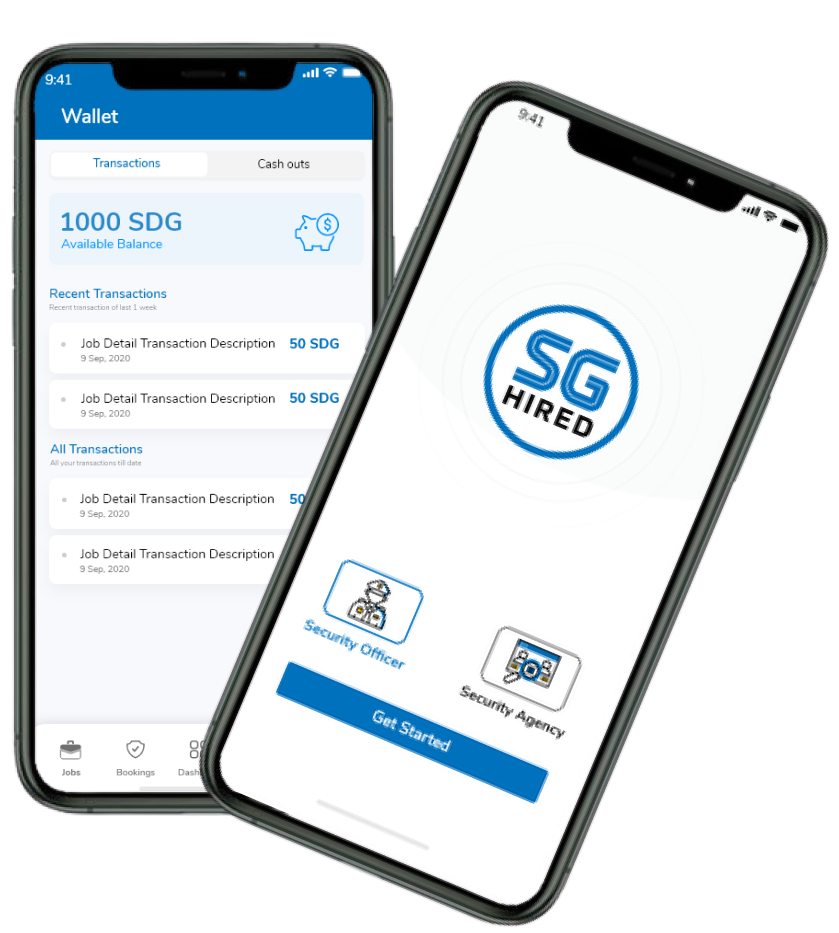 9:41
Wallet
Transactions
Cash outs
1000 SDG
Available Balance
Recent Transactions
Recent transaction of last 1 week
Job Detail Transaction Description 50 SDG
9 Sep, 2020
Job Detail Transaction Description 50 SDG
9 Sep, 2020
All Transactions
All your transactions till date
Job Detail Transaction Description 50
9 Sep, 2020
Job Detail Transaction Description
9 Sep, 2020
Jobs
Bookings
Dash
9:41
SG
HIRED
Security Officer
Security Agency
Get Started